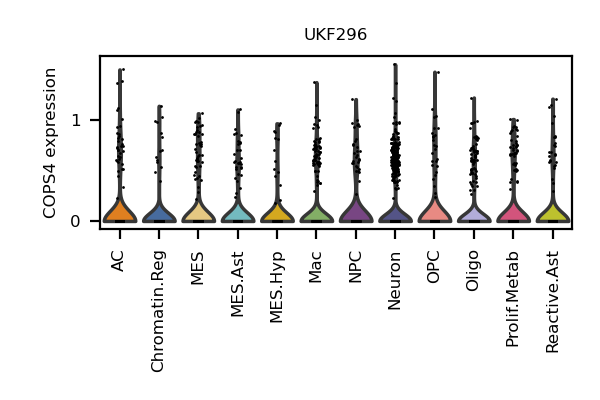 UKF296
COPS4 expression
1
0
AC
Chromatin.Reg
MES
MES.Ast
MES.Hyp
Mac
NPC
Neuron
OPC
Oligo
Prolif.Metab
Reactive.Ast